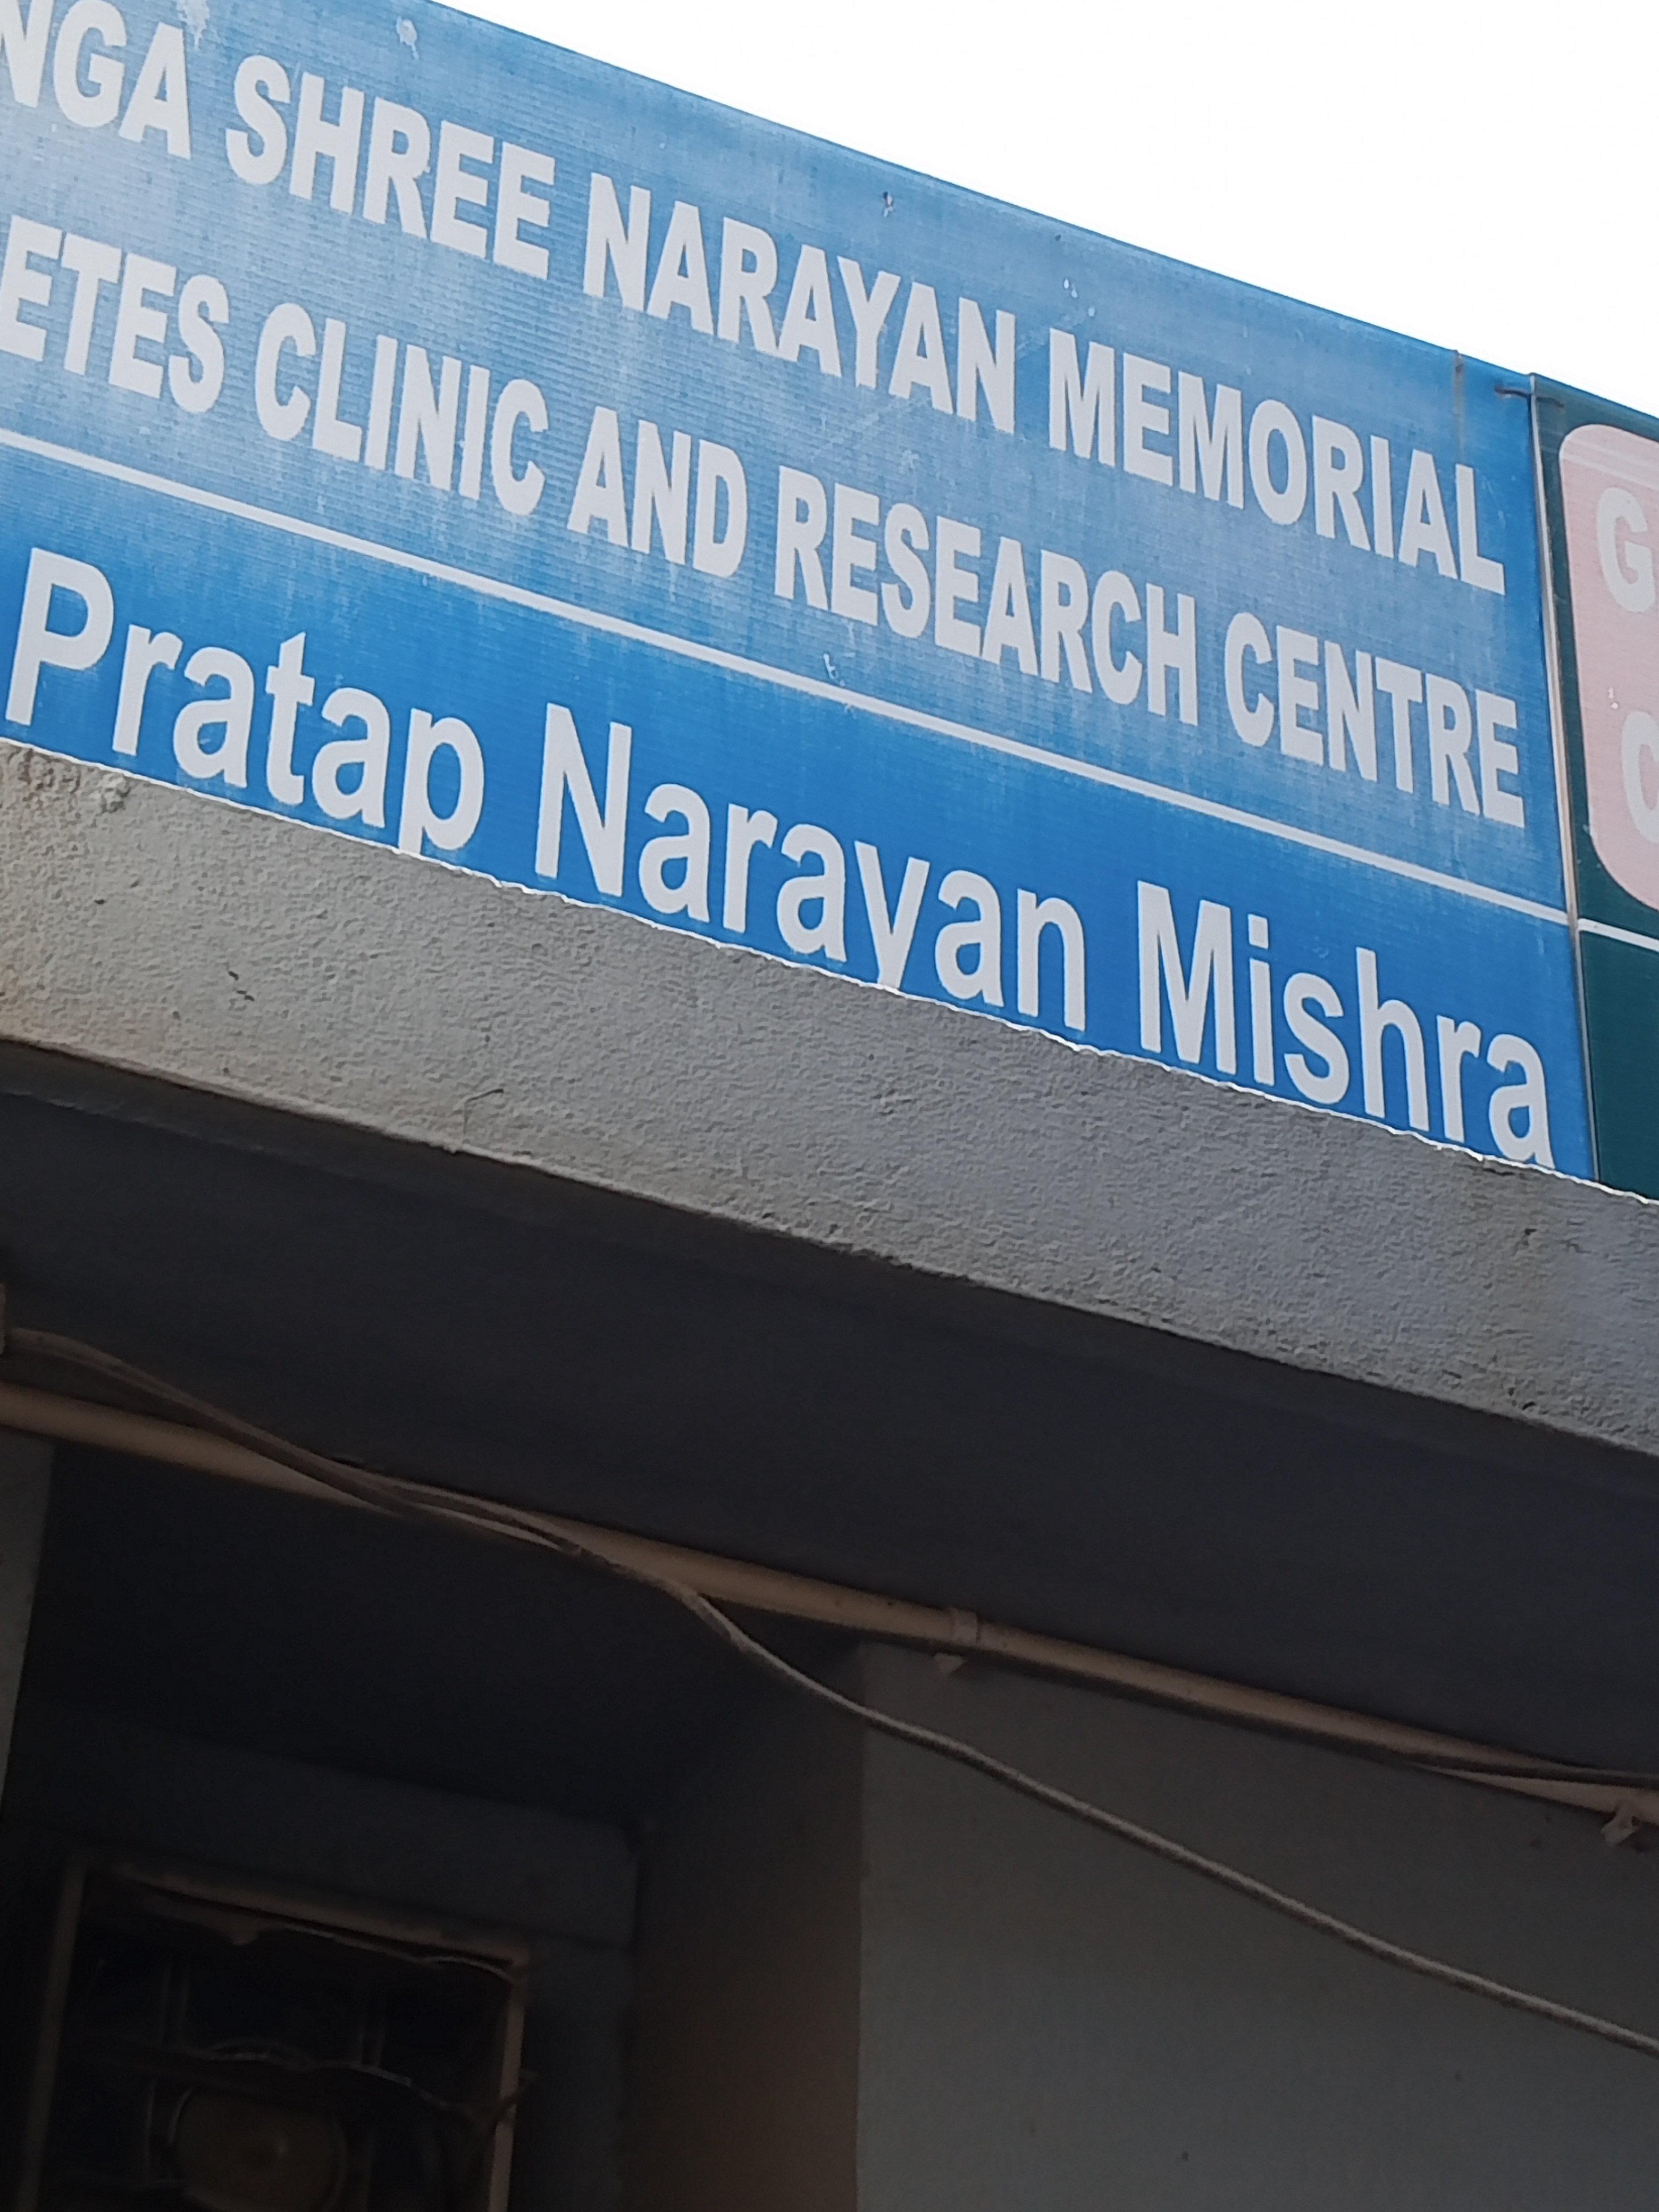 NGA SHREE NARAYAN MEMORIAL
ETES CLINIC AND RESEARCH CENTRE
Pratap Narayan Mishra
G
C